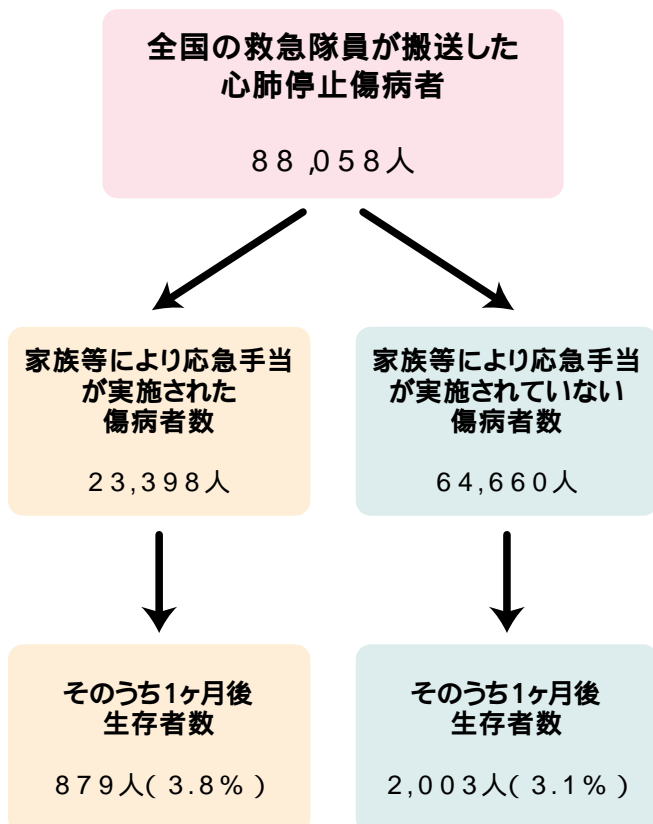 全国の救急隊員が搬送した
心肺停止傷病者
88,058人
家族等により応急手当
が実施された
傷病者数
23,398人
家族等により応急手当
が実施されていない
傷病者数
64,660人
そのうち1ヶ月後
生存者数
879人(3.8%)
そのうち1ヶ月後
生存者数
2,003人(3.1%)